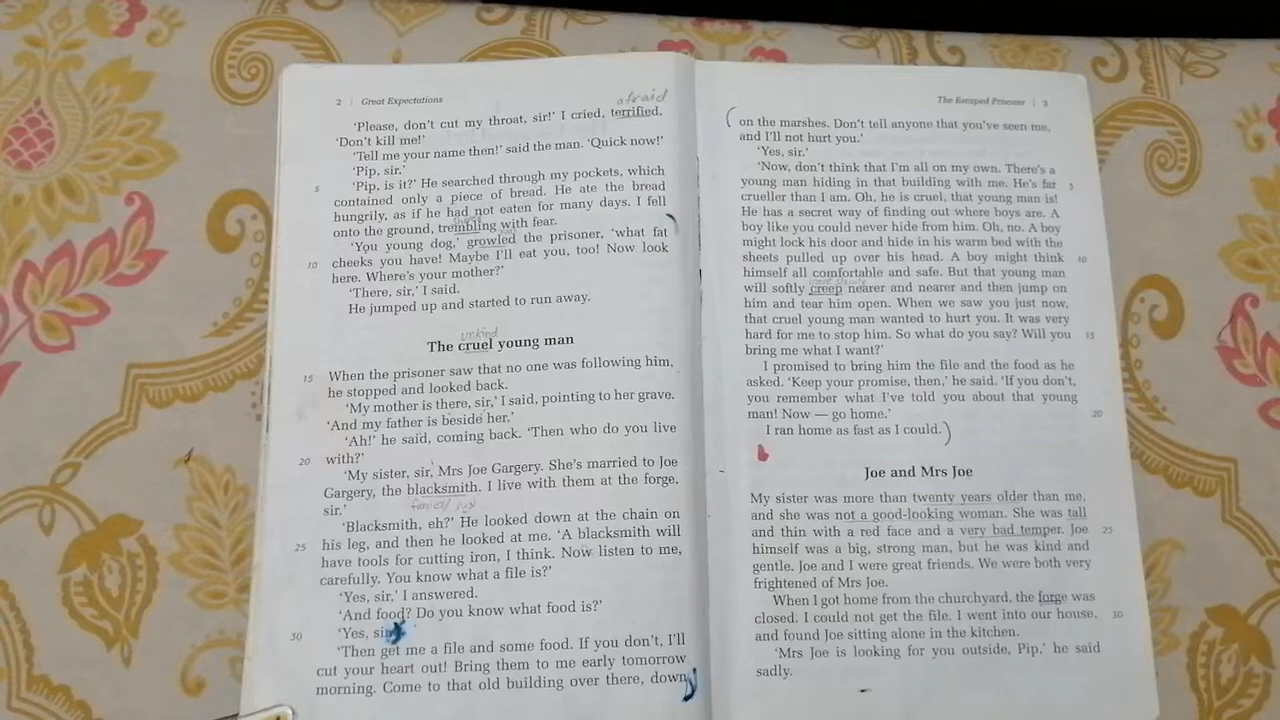 2 | Great Expectations
afraid
'Please, don't cut my throat, sir!' I cried, terrified.
'Don't kill me!'
'Tell me your name then!' said the man. 'Quick now!'
'Pip, sir.'
5 'Pip, is it?' He searched through my pockets, which
contained only a piece of bread. He ate the bread
hungrily, as if he had not eaten for many days. I fell
onto the ground, trembling with fear.
'You young dog,' growled the prisoner, 'what fat
10 cheeks you have! Maybe I'll eat you, too! Now look
here. Where's your mother?'
'There, sir,' I said.
He jumped up and started to run away.
unkind
The cruel young man
15 When the prisoner saw that no one was following him,
he stopped and looked back.
'My mother is there, sir,' I said, pointing to her grave.
'And my father is beside her.'
'Ah!' he said, coming back. 'Then who do you live
20 with?'
'My sister, sir, Mrs Joe Gargery. She's married to Joe
Gargery, the blacksmith. I live with them at the forge,
sir.'
'Blacksmith, eh?' He looked down at the chain on
25 his leg, and then he looked at me. 'A blacksmith will
have tools for cutting iron, I think. Now listen to me,
carefully. You know what a file is?'
'Yes, sir,' I answered.
'And food? Do you know what food is?'
30 'Yes, sir
'Then get me a file and some food. If you don't, I'll
cut your heart out! Bring them to me early tomorrow
morning. Come to that old building over there, down
The Escaped Prisoner | 3
on the marshes. Don't tell anyone that you've seen me,
and I'll not hurt you.'
'Yes, sir.'
'Now, don't think that I'm all on my own. There's a
young man hiding in that building with me. He's far 5
crueller than I am. Oh, he is cruel, that young man is!
He has a secret way of finding out where boys are. A
boy like you could never hide from him. Oh, no. A boy
might lock his door and hide in his warm bed with the
sheets pulled up over his head. A boy might think 10
himself all comfortable and safe. But that young man
will softly creep nearer and nearer and then jump on
him and tear him open. When we saw you just now,
that cruel young man wanted to hurt you. It was very
hard for me to stop him. So what do you say? Will you 15
bring me what I want?'
I promised to bring him the file and the food as he
asked. 'Keep your promise, then,' he said. 'If you don't,
you remember what I've told you about that young
man! Now — go home.' 20
I ran home as fast as I could.
Joe and Mrs Joe
My sister was more than twenty years older than me,
and she was not a good-looking woman. She was tall
and thin with a red face and a very bad temper. Joe 25
himself was a big, strong man, but he was kind and
gentle. Joe and I were great friends. We were both very
frightened of Mrs Joe.
When I got home from the churchyard, the forge was
closed. I could not get the file. I went into our house, 30
and found Joe sitting alone in the kitchen.
'Mrs Joe is looking for you outside, Pip,' he said
sadly.